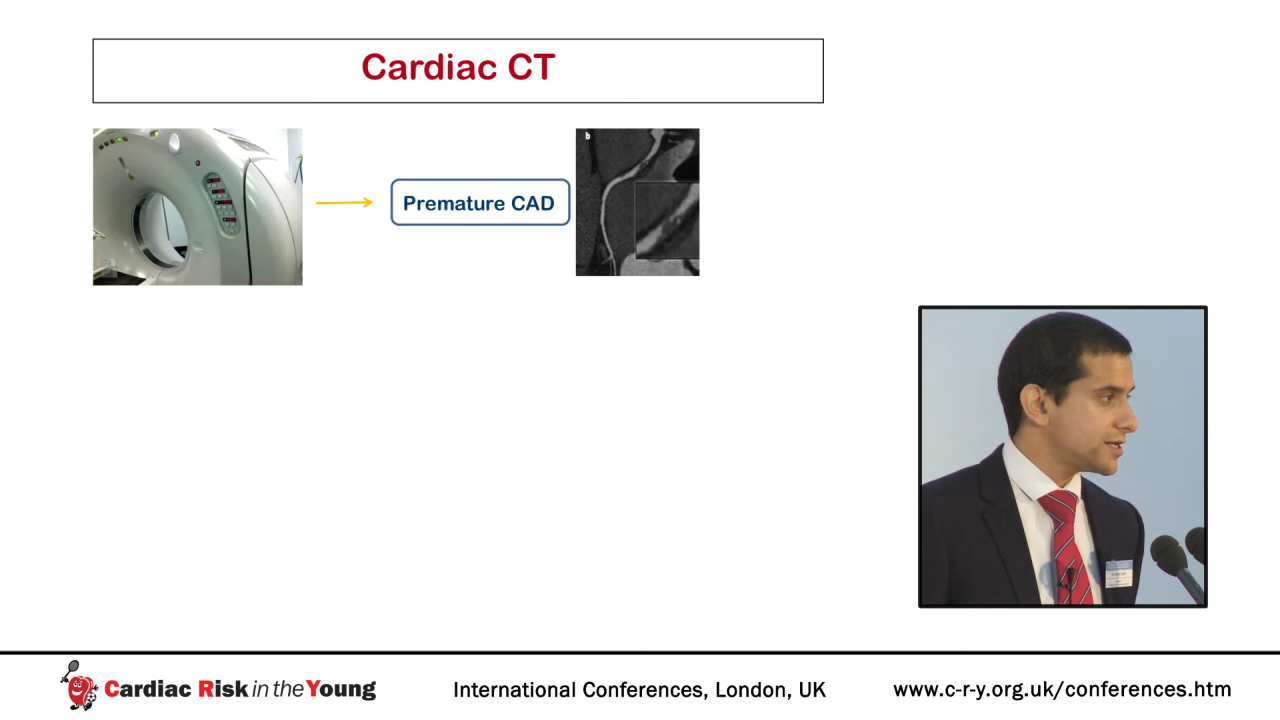 Cardiac CT
b
Premature CAD
Cardiac Risk in the Young
International Conferences, London, UK
www.c-r-y.org.uk/conferences.htm